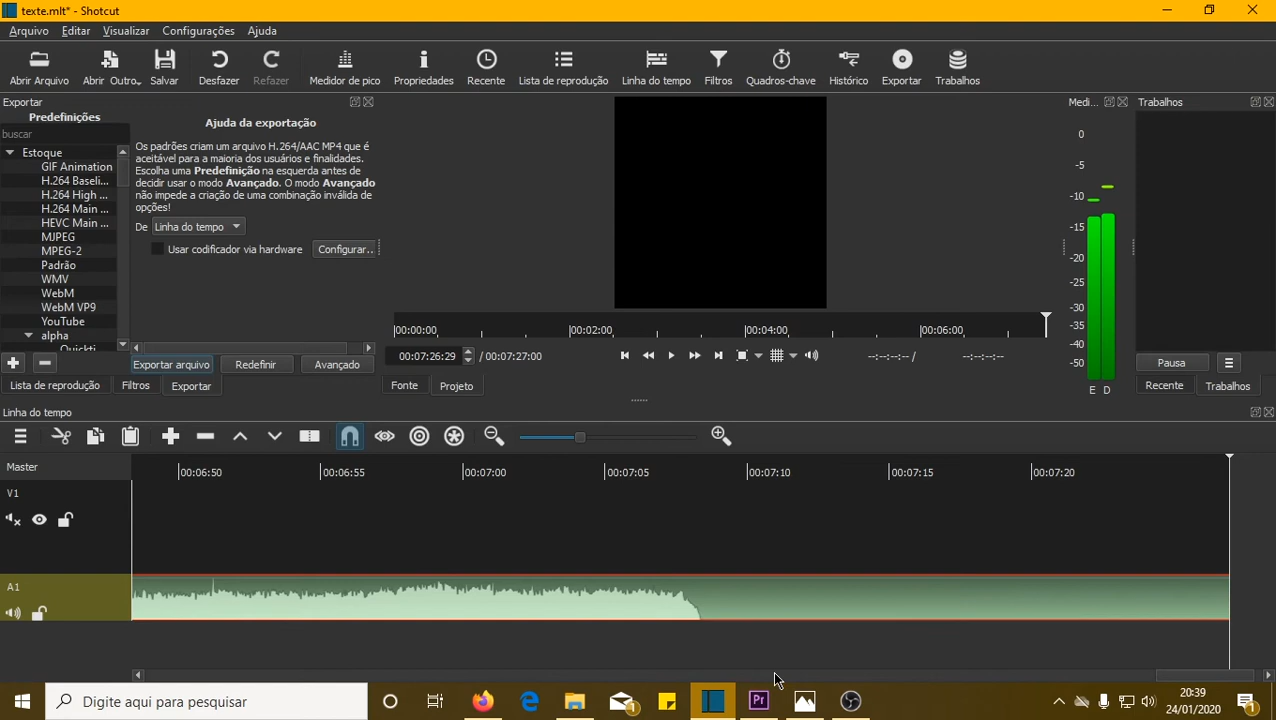 texte.mlt* - Shotcut
Arquivo Editar Visualizar Configurações Ajuda
Abrir Arquivo Abrir Outro. Salvar Desfazer Refazer Medidor de pico Propriedades Recente Lista de reprodução Linha do tempo Filtros Quadros-chave Histórico Exportar Trabalhos
Exportar
Predefinições
buscar
Estoque
GIF Animation
H.264 Baseli...
H.264 High ...
H.264 Main ...
HEVC Main ...
MJPEG
MPEG-2
Padrão
WMV
WebM
WebM VP9
YouTube
alpha
Ajuda da exportação
Os padrões criam um arquivo H.264/AAC MP4 que é
aceitável para a maioria dos usuários e finalidades.
Escolha uma Predefinição na esquerda antes de
decidir usar o modo Avançado. O modo Avançado
não impede a criação de uma combinação inválida de
opções!
De Linha do tempo
Usar codificador via hardware Configurar..
Exportar arquivo Redefinir Avançado
Lista de reprodução Filtros Exportar
00:00:00 00:02:00 00:04:00 00:06:00
00:07:26:29 / 00:07:27:00 --:--:--:-- / --:--:--:--
Fonte Projeto
Medi...
0
-5
-10
-15
-20
-25
-30
-35
-40
-50
E D
Trabalhos
Pausa
Recente Trabalhos
Linha do tempo
Master 00:06:50 00:06:55 00:07:00 00:07:05 00:07:10 00:07:15 00:07:20
V1
A1
Digite aqui para pesquisar
1
Pr
20:39
24/01/2020
1